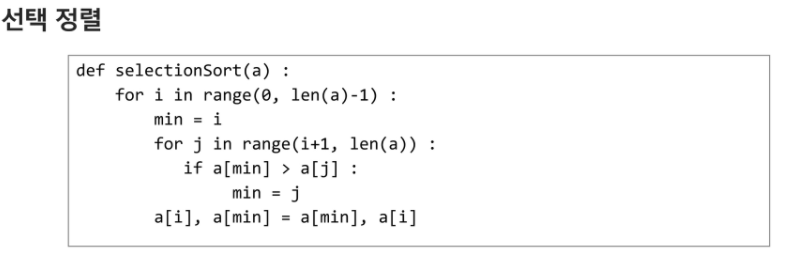 선택 정렬
def selectionSort(a) :
    for i in range(0, len(a)-1) :
        min = i
        for j in range(i+1, len(a)) :
           if a[min] > a[j] :
                min = j
        a[i], a[min] = a[min], a[i]